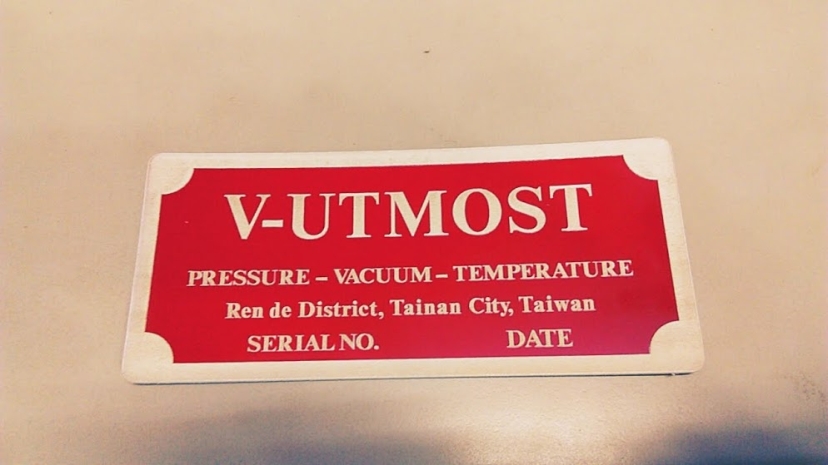 V-UTMOST
PRESSURE – VACUUM – TEMPERATURE
Ren de District, Tainan City, Taiwan
SERIAL NO. DATE